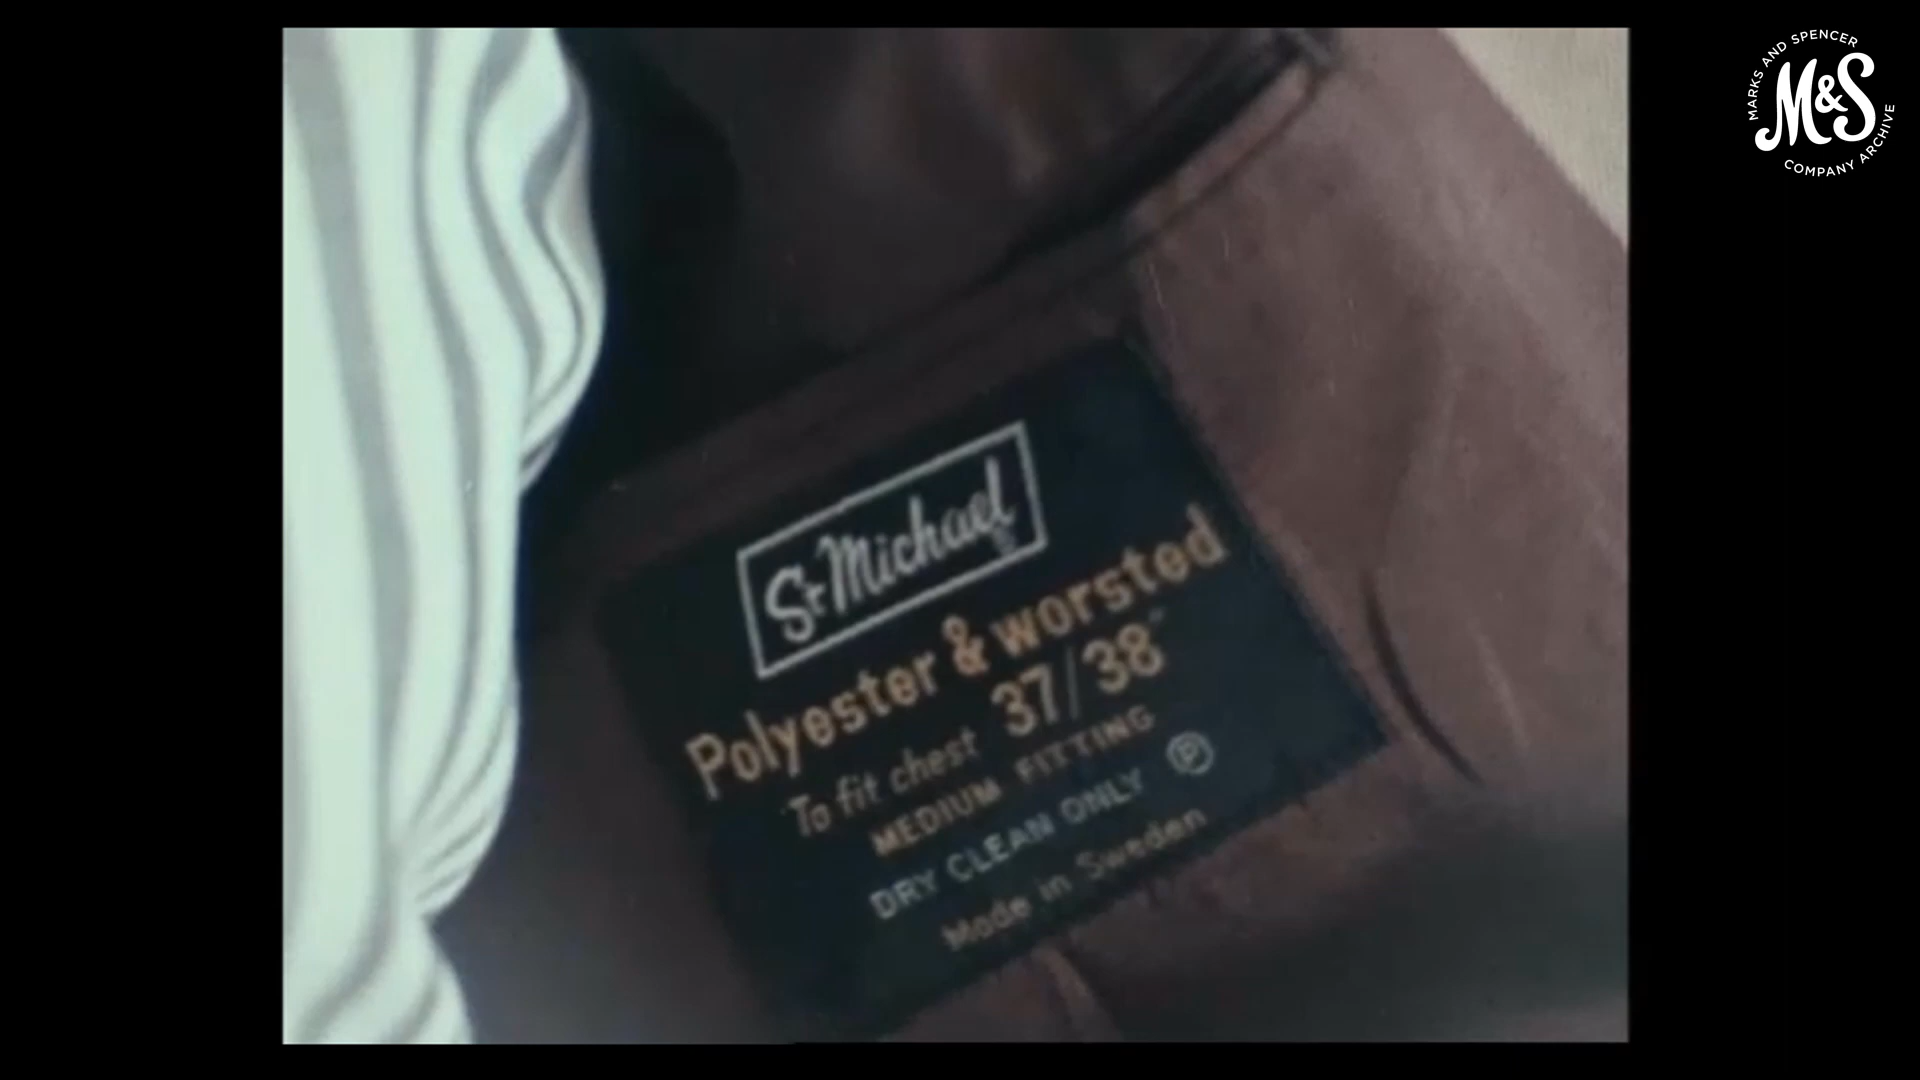 MARKS AND SPENCER
M&S
COMPANY ARCHIVE
St Michael
Polyester & worsted
To fit chest 37/38"
MEDIUM FITTING
DRY CLEAN ONLY Ⓟ
Made in Sweden